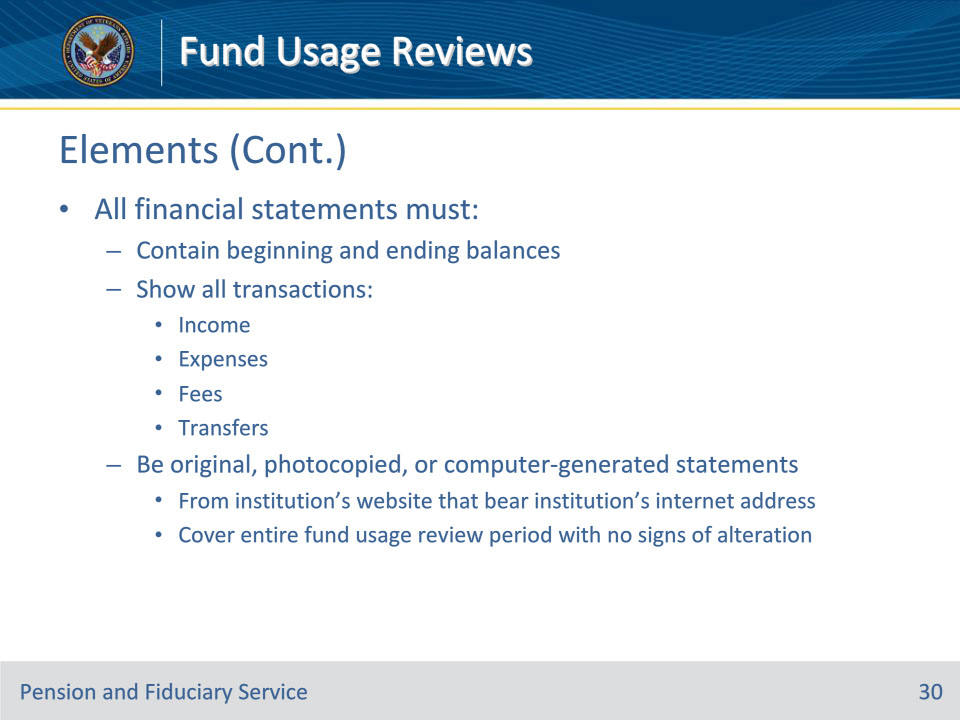 Fund Usage Reviews
Elements (Cont.)
• All financial statements must:
– Contain beginning and ending balances
– Show all transactions:
• Income
• Expenses
• Fees
• Transfers
– Be original, photocopied, or computer-generated statements
• From institution’s website that bear institution’s internet address
• Cover entire fund usage review period with no signs of alteration
Pension and Fiduciary Service
30